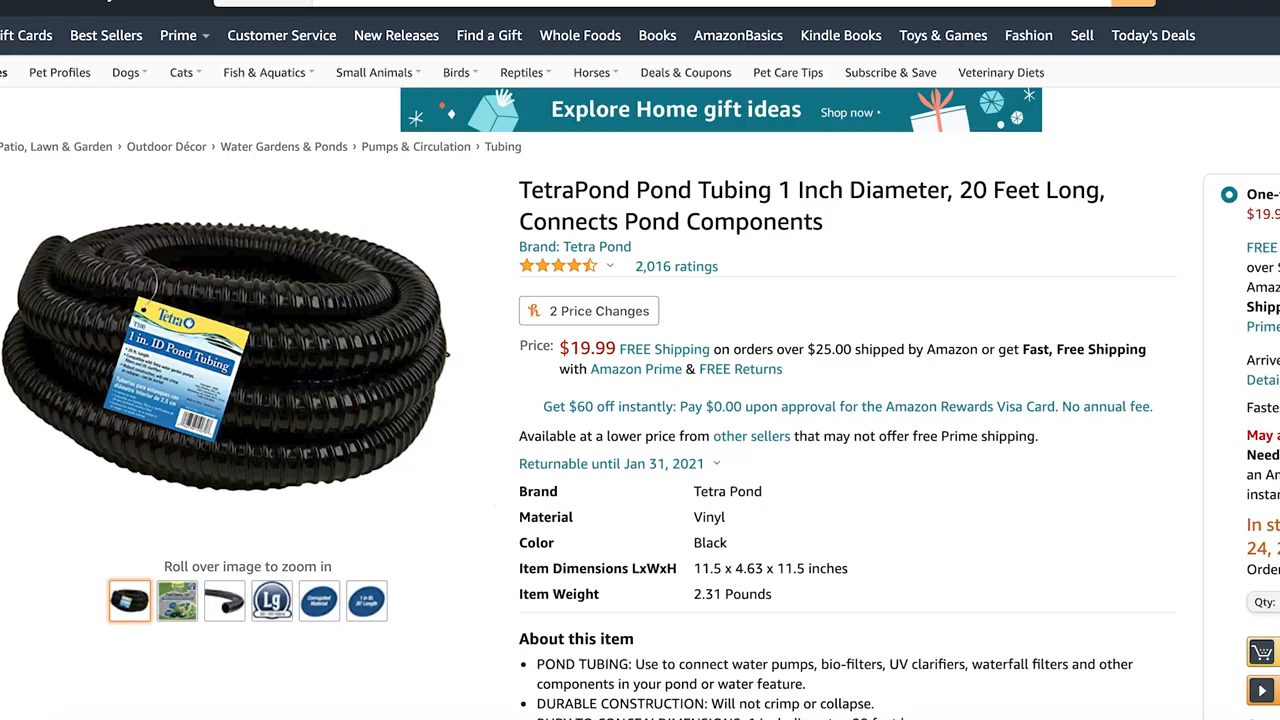 ift Cards Best Sellers Prime Customer Service New Releases Find a Gift Whole Foods Books AmazonBasics Kindle Books Toys & Games Fashion Sell Today's Deals
es Pet Profiles Dogs Cats Fish & Aquatics Small Animals Birds Reptiles Horses Deals & Coupons Pet Care Tips Subscribe & Save Veterinary Diets
Explore Home gift ideas Shop now
Patio, Lawn & Garden › Outdoor Décor › Water Gardens & Ponds › Pumps & Circulation › Tubing
TetraPond Pond Tubing 1 Inch Diameter, 20 Feet Long,
Connects Pond Components
Brand: Tetra Pond
2,016 ratings
2 Price Changes
Price: $19.99 FREE Shipping on orders over $25.00 shipped by Amazon or get Fast, Free Shipping
with Amazon Prime & FREE Returns
Get $60 off instantly: Pay $0.00 upon approval for the Amazon Rewards Visa Card. No annual fee.
Available at a lower price from other sellers that may not offer free Prime shipping.
Returnable until Jan 31, 2021
Brand Tetra Pond
Material Vinyl
Color Black
Item Dimensions LxWxH 11.5 x 4.63 x 11.5 inches
Item Weight 2.31 Pounds
About this item
• POND TUBING: Use to connect water pumps, bio-filters, UV clarifiers, waterfall filters and other
components in your pond or water feature.
• DURABLE CONSTRUCTION: Will not crimp or collapse.
Tetra
T100
1 in. ID Pond Tubing
Roll over image to zoom in
Lg
One-
$19.9
FREE
over
Amaz
Shipp
Prime
Arrive
Detai
Faste
May a
Need
an Am
instan
In st
24, 2
Order
Qty: